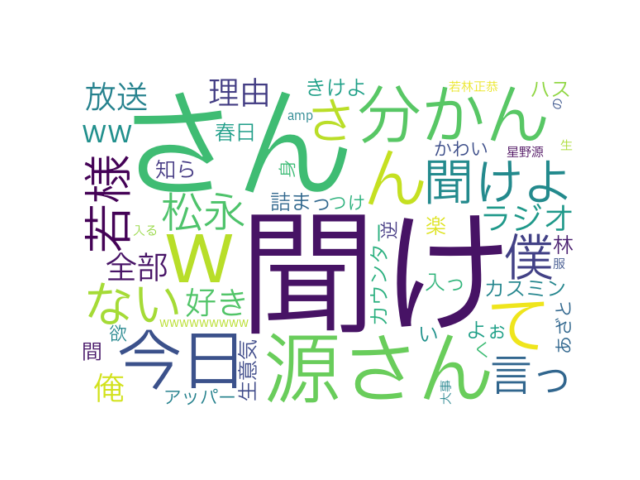 放送
理由
きけよ
若林正恭
ハス
ww
さん
春日
amp
さ
分かん
の
かわい
星野源
生
若様
知ら
身
ん
聞けよ
松永
詰まっ
つけ
逆
楽
ラジオ
入る
全部
w
聞け
カウンター
入っ
僕
林
服
ない
好き
カスミン
wwwwwwwww
欲
今日
生意気
源さん
い
よぉ
て
あざと
間
俺
アッパー
大事
く
言っ